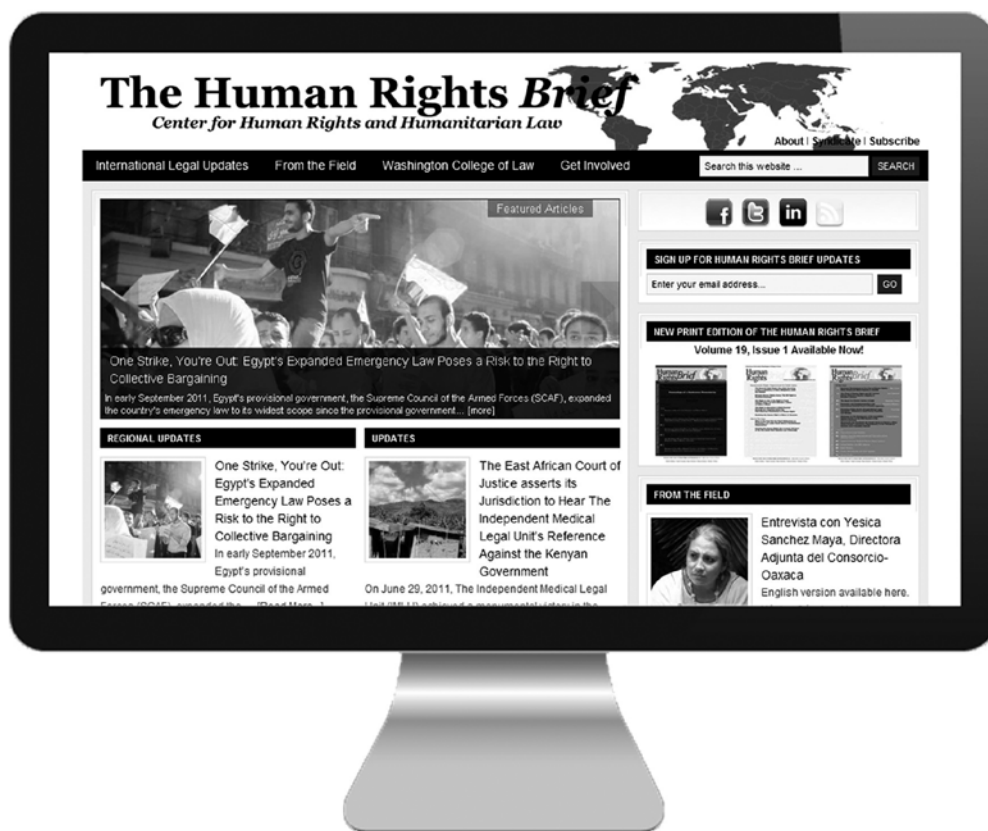 The Human Rights Brief
Center for Human Rights and Humanitarian Law
About | Syndicate | Subscribe
International Legal Updates From the Field Washington College of Law Get Involved
Search this website ... SEARCH
Featured Articles
One Strike, You're Out: Egypt's Expanded Emergency Law Poses a Risk to the Right to
Collective Bargaining
In early September 2011, Egypt's provisional government, the Supreme Council of the Armed Forces (SCAF), expanded
the country's emergency law to its widest scope since the provisional government... [more]
REGIONAL UPDATES
One Strike, You're Out:
Egypt's Expanded
Emergency Law Poses a
Risk to the Right to
Collective Bargaining
In early September 2011,
Egypt's provisional
government, the Supreme Council of the Armed
UPDATES
The East African Court of
Justice asserts its
Jurisdiction to Hear The
Independent Medical
Legal Unit's Reference
Against the Kenyan
Government
On June 29, 2011, The Independent Medical Legal
f t in
SIGN UP FOR HUMAN RIGHTS BRIEF UPDATES
Enter your email address... GO
NEW PRINT EDITION OF THE HUMAN RIGHTS BRIEF
Volume 19, Issue 1 Available Now!
FROM THE FIELD
Entrevista con Yesica
Sanchez Maya, Directora
Adjunta del Consorcio-
Oaxaca
English version available here.